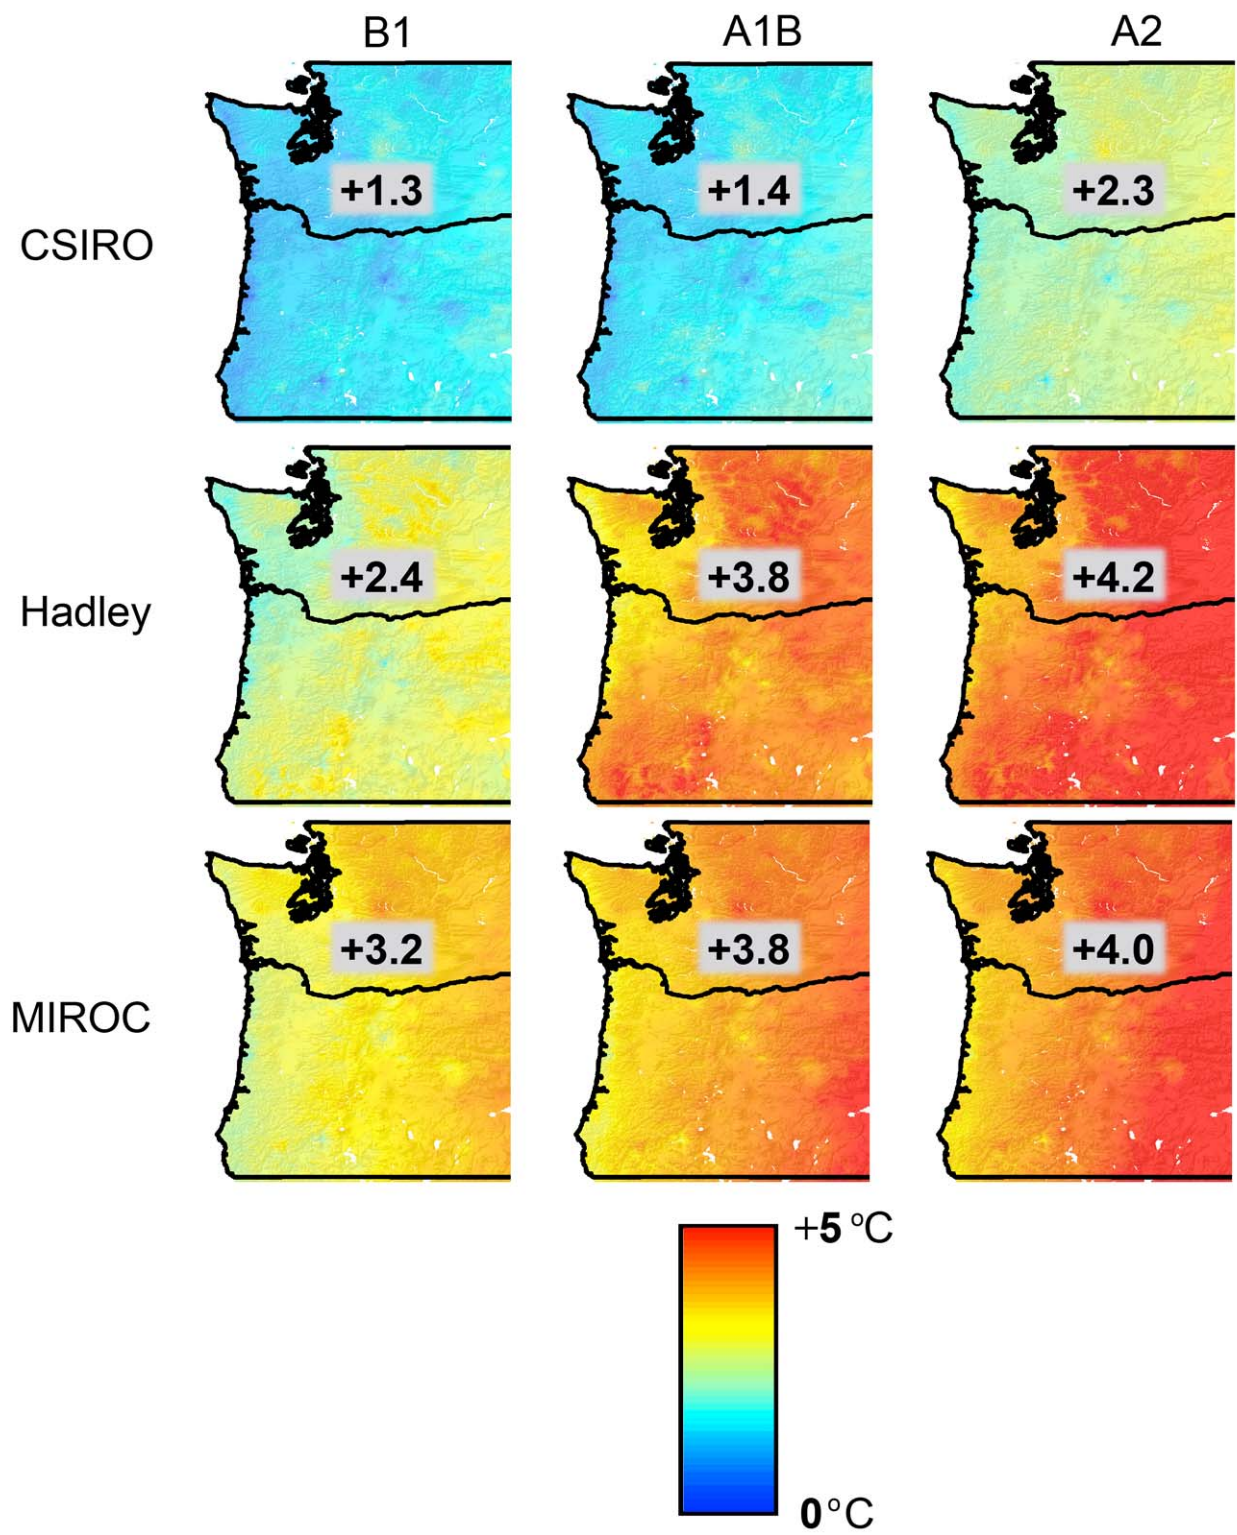 B1 A1B A2
CSIRO +1.3 +1.4 +2.3
Hadley +2.4 +3.8 +4.2
MIROC +3.2 +3.8 +4.0
+5 °C
0 °C